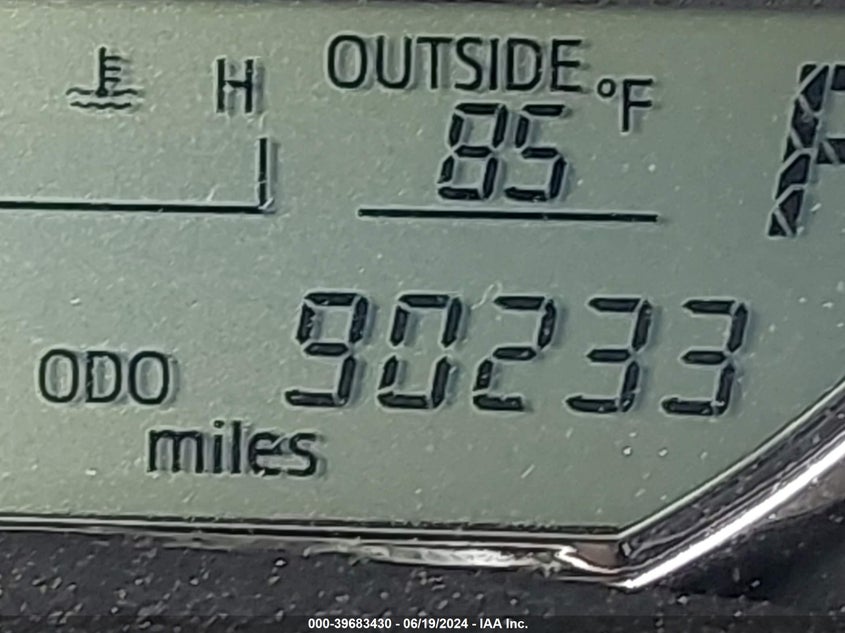 H
OUTSIDE
85 °F
P
ODO 90233
miles
000-39683430 - 06/19/2024 - IAA Inc.